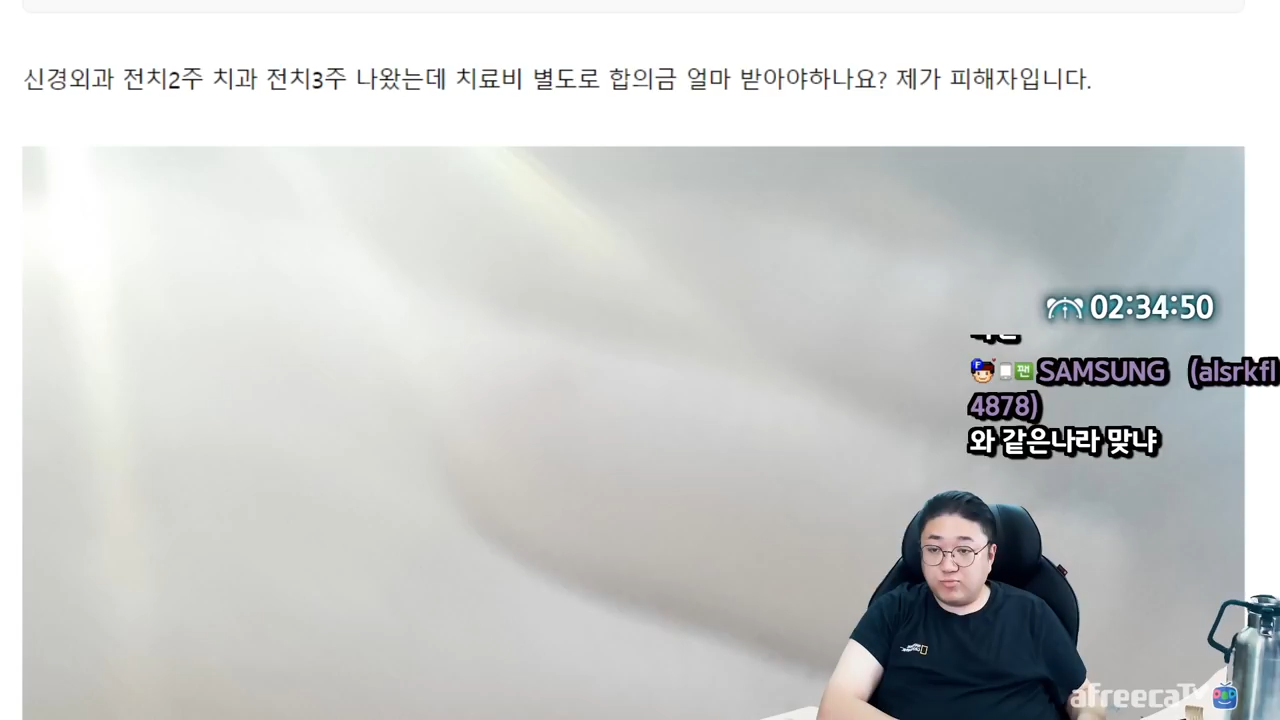 신경외과 전치2주 치과 전치3주 나왔는데 치료비 별도로 합의금 얼마 받아야하나요? 제가 피해자입니다.
02:34:50
F 팬 SAMSUNG (alsrkfl
4878)
와 같은나라 맞냐
afreecaTV